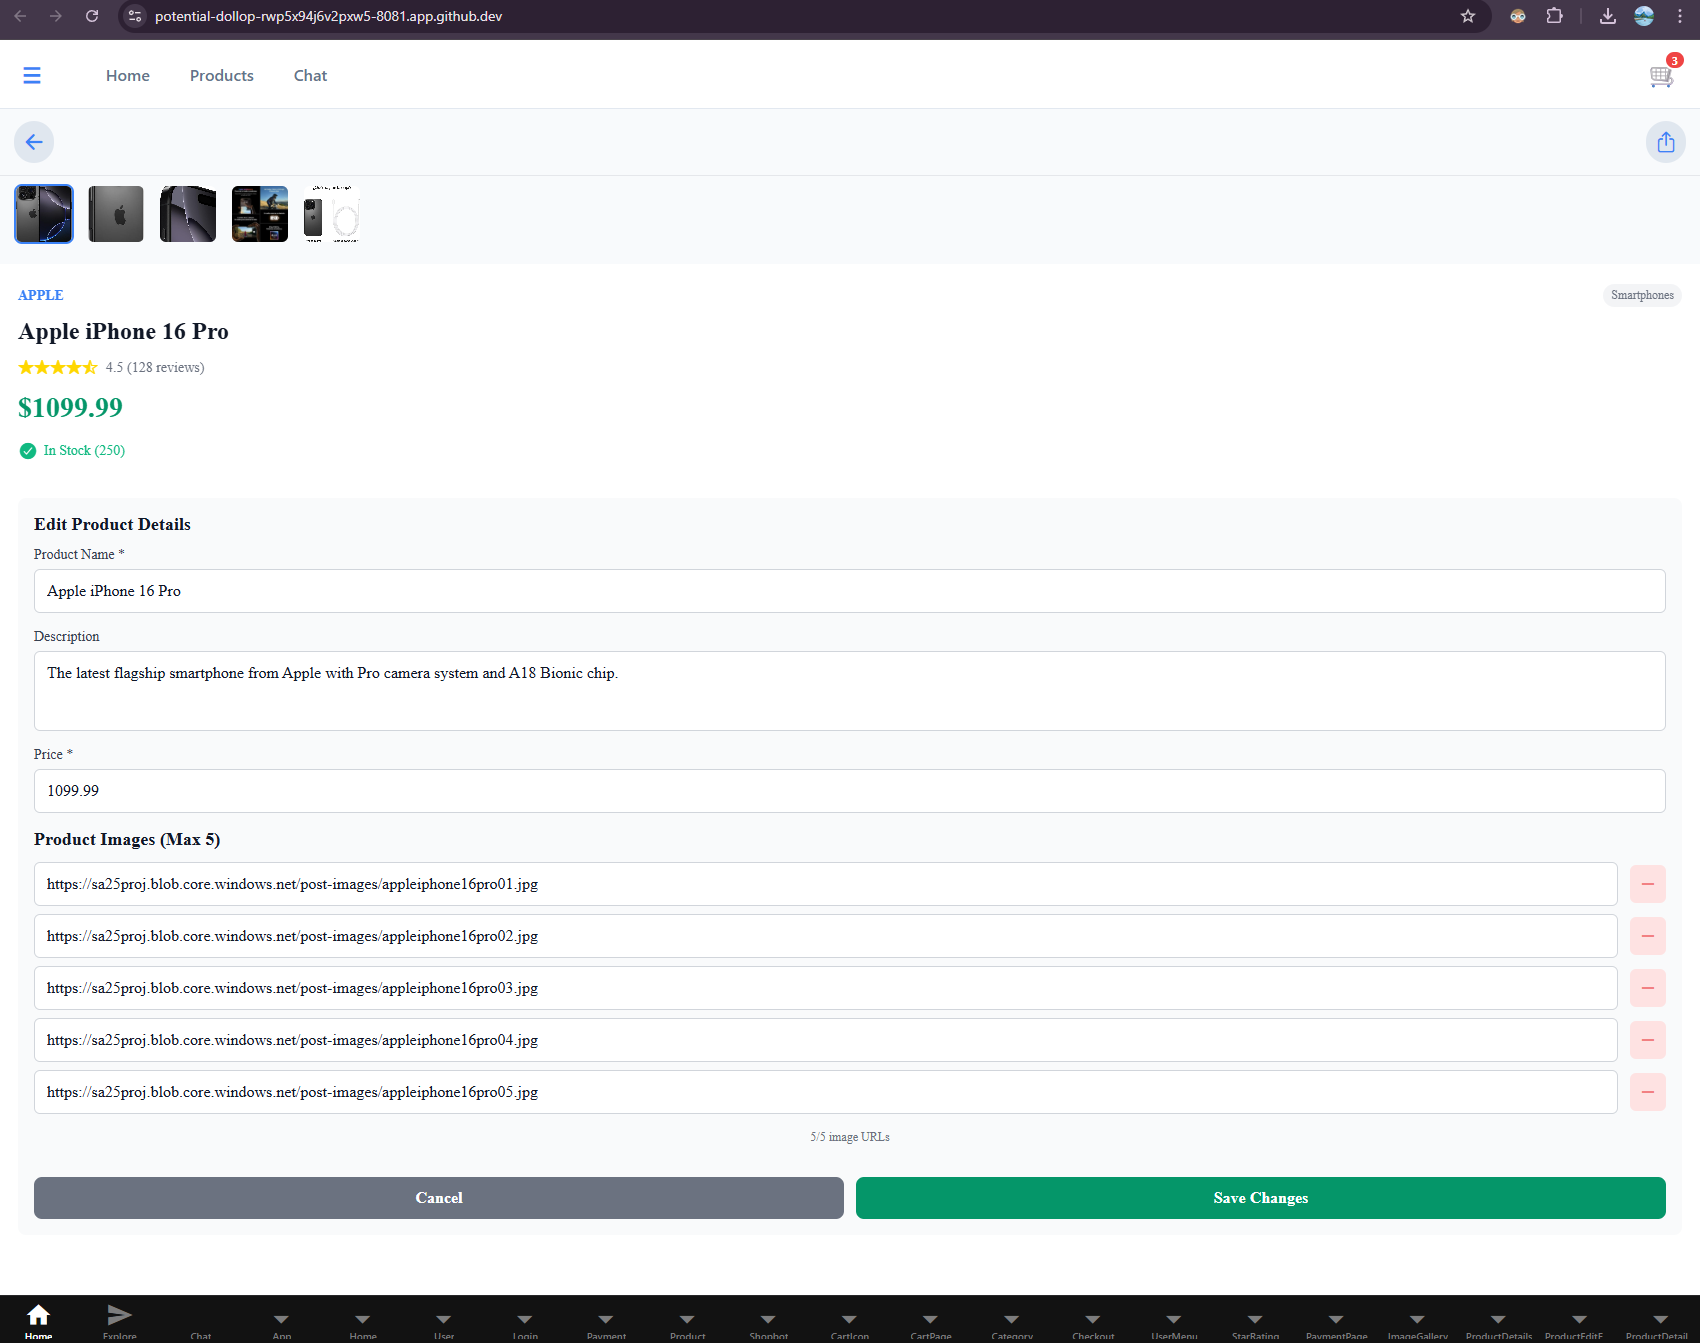 potential-dollop-rwp5x94j6v2pxw5-8081.app.github.dev
Home Products Chat 3
APPLE Smartphones
Apple iPhone 16 Pro
4.5 (128 reviews)
$1099.99
In Stock (250)
Edit Product Details
Product Name *
Apple iPhone 16 Pro
Description
The latest flagship smartphone from Apple with Pro camera system and A18 Bionic chip.
Price *
1099.99
Product Images (Max 5)
https://sa25proj.blob.core.windows.net/post-images/appleiphone16pro01.jpg
https://sa25proj.blob.core.windows.net/post-images/appleiphone16pro02.jpg
https://sa25proj.blob.core.windows.net/post-images/appleiphone16pro03.jpg
https://sa25proj.blob.core.windows.net/post-images/appleiphone16pro04.jpg
https://sa25proj.blob.core.windows.net/post-images/appleiphone16pro05.jpg
5/5 image URLs
Cancel Save Changes
Home Explore Chat App Home User Login Payment Product Shopbot CartIcon CartPage Category Checkout UserMenu StarRating PaymentPage ImageGallery ProductDetails ProductEditF ProductDetail